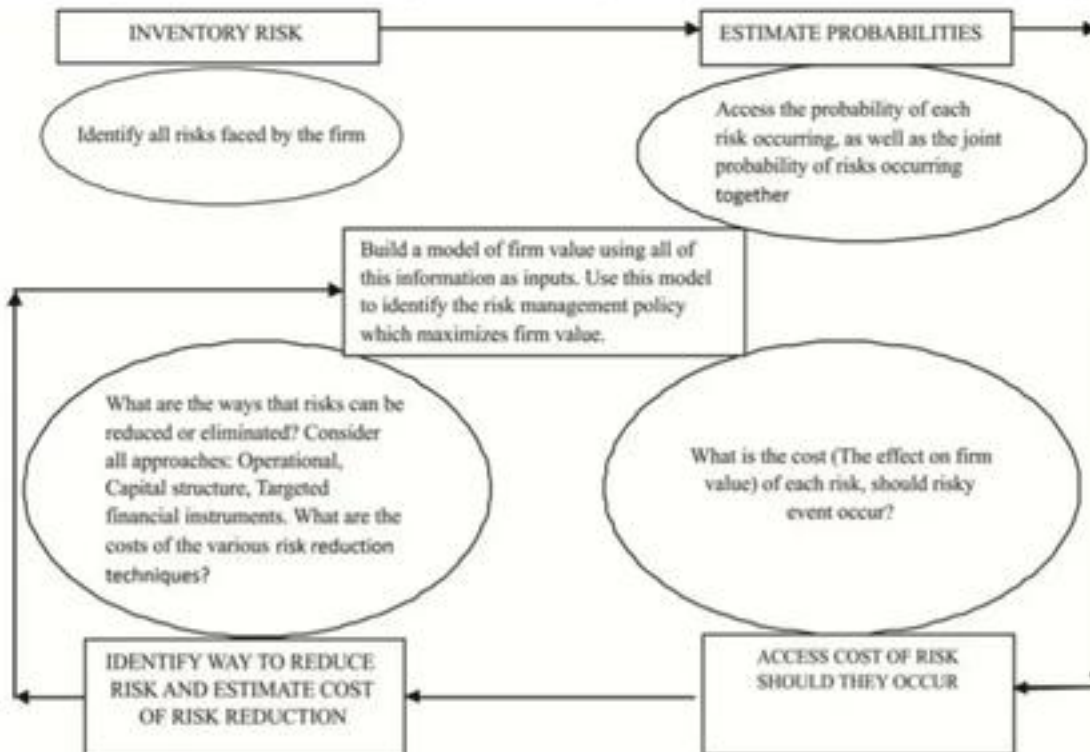 INVENTORY RISK
ESTIMATE PROBABILITIES
Identify all risks faced by the firm
Access the probability of each
risk occurring, as well as the joint
probability of risks occurring
together
Build a model of firm value using all of
this information as inputs. Use this model
to identify the risk management policy
which maximizes firm value.
What are the ways that risks can be
reduced or eliminated? Consider
all approaches: Operational,
Capital structure, Targeted
financial instruments. What are the
costs of the various risk reduction
techniques?
What is the cost (The effect on firm
value) of each risk, should risky
event occur?
IDENTIFY WAY TO REDUCE
RISK AND ESTIMATE COST
OF RISK REDUCTION
ACCESS COST OF RISK
SHOULD THEY OCCUR